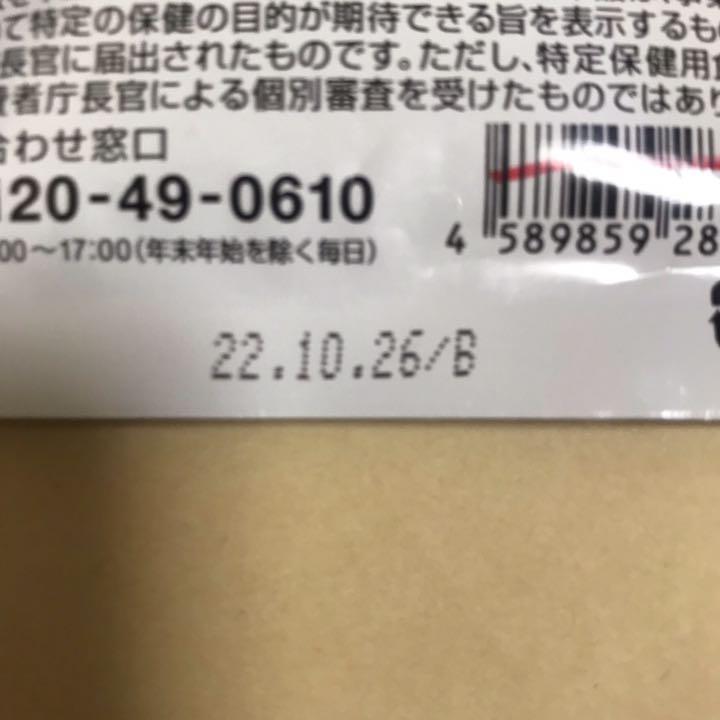 て特定の保健の目的が期待できる旨を表示するもの
長官に届出されたものです。ただし、特定保健用食
費者庁長官による個別審査を受けたものではあり
合わせ窓口
120-49-0610
00〜17:00(年末年始を除く毎日)
4 589859 28
22.10.26/B